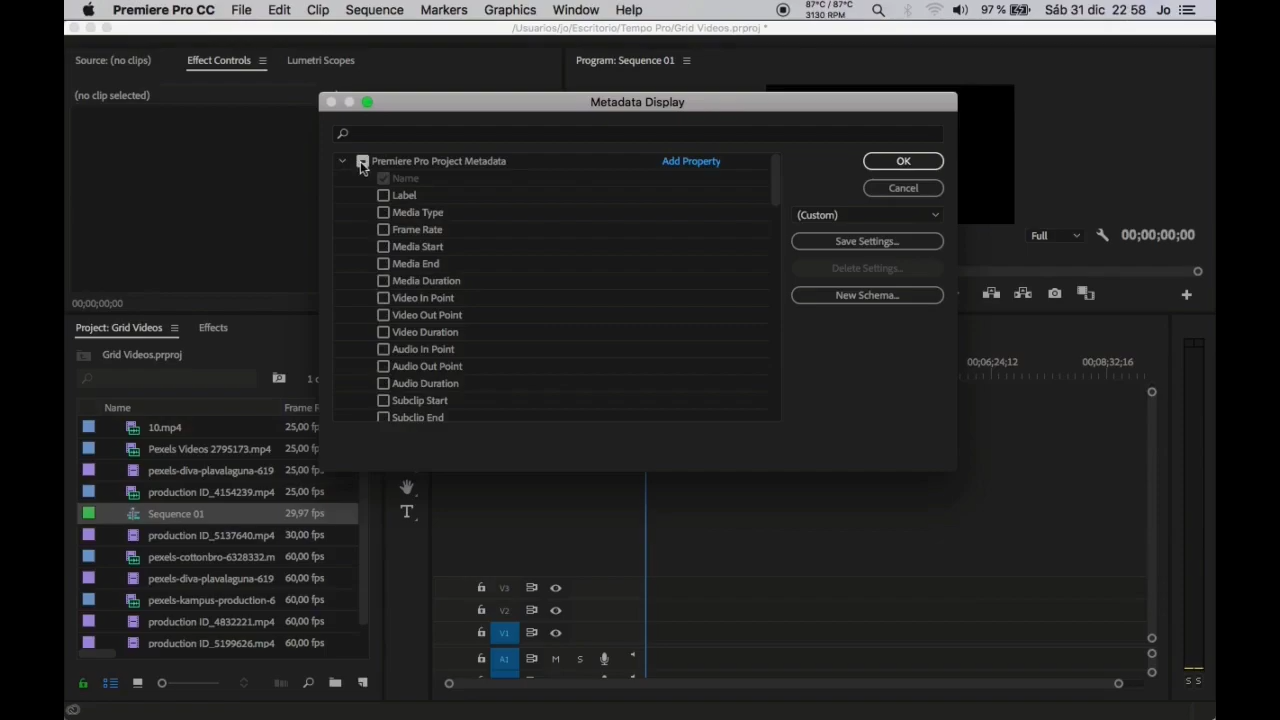 Premiere Pro CC File Edit Clip Sequence Markers Graphics Window Help 87°C / 87°C 3130 RPM 97 % Sáb 31 dic 22 58 Jo
/Usuarios/jo/Escritorio/Tempo Pro/Grid Videos.prproj *
Source: (no clips) Effect Controls Lumetri Scopes Program: Sequence 01
(no clip selected)
Metadata Display
Premiere Pro Project Metadata Add Property OK
Name
Cancel
Label
Media Type (Custom)
Frame Rate
Full 00;00;00;00
Media Start Save Settings...
Media End Delete Settings...
Media Duration
Video In Point New Schema...
00;00;00;00
Video Out Point
Project: Grid Videos Effects Video Duration
Audio In Point
Grid Videos.prproj
Audio Out Point 00;06;24;12 00;08;32;16
Audio Duration
Subclip Start
Name
Subclip End
10.mp4 25,00 fps
Pexels Videos 2795173.mp4 25,00 fps
pexels-diva-plavalaguna-619 25,00 fps
production ID_4154239.mp4 25,00 fps
Sequence 01 29,97 fps
T
production ID_5137640.mp4 30,00 fps
pexels-cottonbro-6328332.m 60,00 fps
pexels-diva-plavalaguna-619 60,00 fps
V3
pexels-kampus-production-6 60,00 fps
V2
production ID_4832221.mp4 60,00 fps
V1
production ID_5199626.mp4 60,00 fps
A1 M S
S S